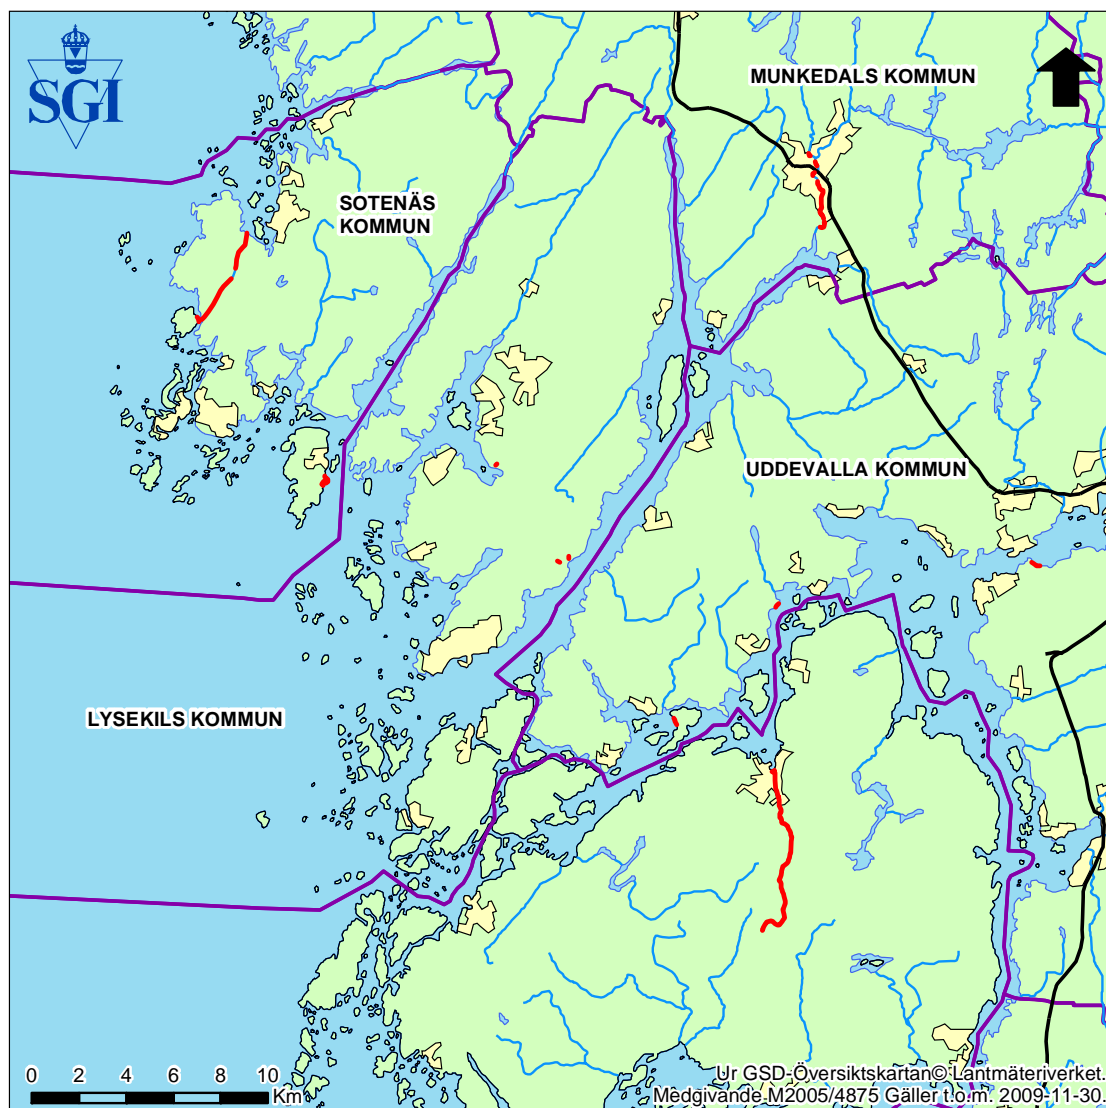 SGI
MUNKEDALS KOMMUN
SOTENÄS
KOMMUN
UDDEVALLA KOMMUN
LYSEKILS KOMMUN
0 2 4 6 8 10
Km
Ur GSD-Översiktskartan© Lantmäteriverket.
Medgivande M2005/4875 Gäller t.o.m. 2009-11-30.